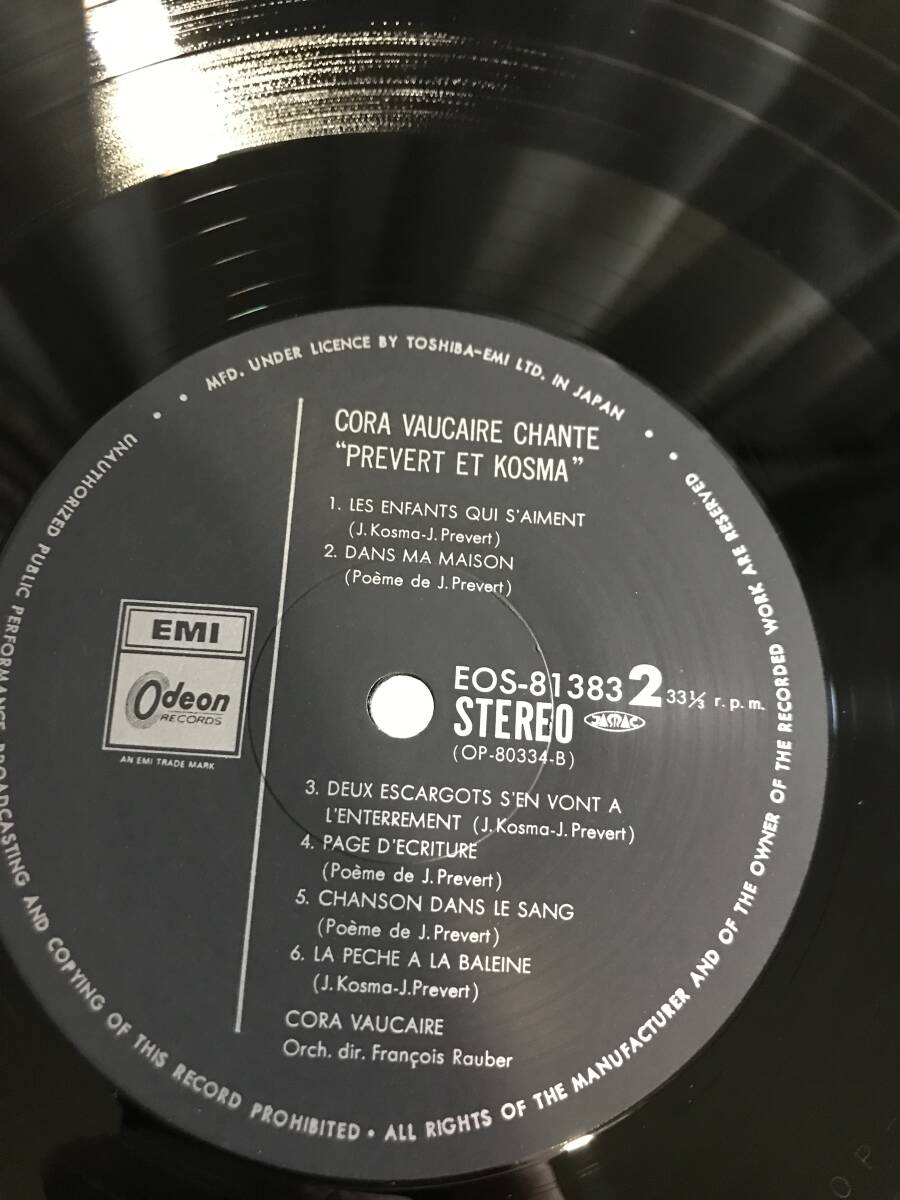 CORA VAUCAIRE CHANTE
“PREVERT ET KOSMA”
1. LES ENFANTS QUI S'AIMENT
(J. Kosma-J. Prevert)
2. DANS MA MAISON
(Poème de J. Prevert)
EMI
Odeon
RECORDS
AN EMI TRADE MARK
EOS-81383 2 33⅓ r.p.m.
STEREO JASRAC
(OP-80334-B)
3. DEUX ESCARGOTS S'EN VONT A
L'ENTERREMENT (J. Kosma-J. Prevert)
4. PAGE D'ECRITURE
(Poème de J. Prevert)
5. CHANSON DANS LE SANG
(Poème de J. Prevert)
6. LA PECHE A LA BALEINE
(J. Kosma-J. Prevert)
CORA VAUCAIRE
Orch. dir. François Rauber
• MFD. UNDER LICENCE BY TOSHIBA-EMI LTD. IN JAPAN •
• ALL RIGHTS OF THE MANUFACTURER AND OF THE OWNER OF THE RECORDED WORK ARE RESERVED •
UNAUTHORIZED PUBLIC PERFORMANCE BROADCASTING AND COPYING OF THIS RECORD PROHIBITED